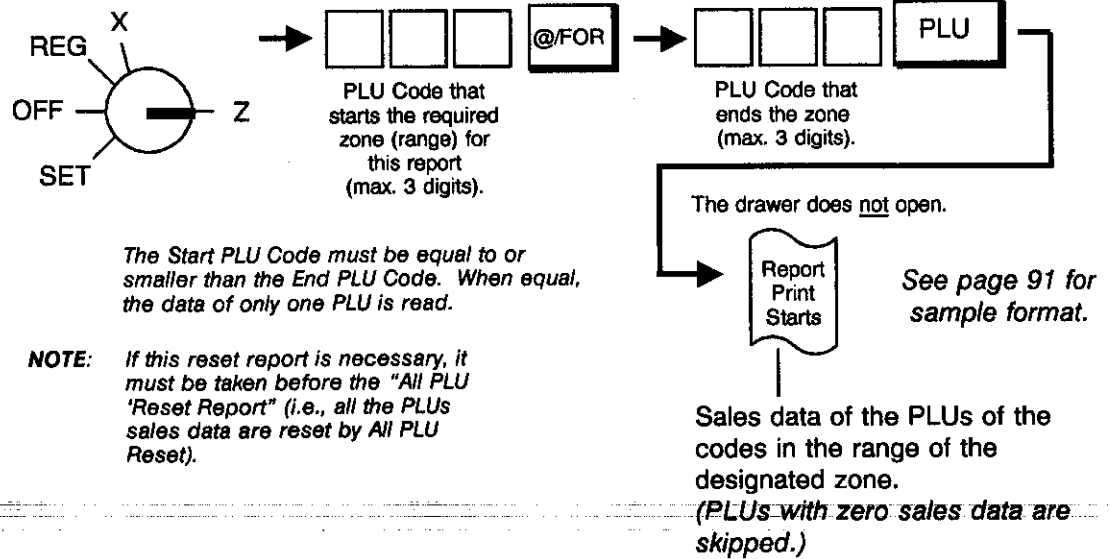 X
REG
OFF
Z
SET
@/FOR
PLU
PLU Code that
starts the required
zone (range) for
this report
(max. 3 digits).
PLU Code that
ends the zone
(max. 3 digits).
The drawer does not open.
The Start PLU Code must be equal to or
smaller than the End PLU Code. When equal,
the data of only one PLU is read.
Report
Print
Starts
See page 91 for
sample format.
NOTE: If this reset report is necessary, it
must be taken before the "All PLU
'Reset Report" (i.e., all the PLUs
sales data are reset by All PLU
Reset).
Sales data of the PLUs of the
codes in the range of the
designated zone.
(PLUs with zero sales data are
skipped.)